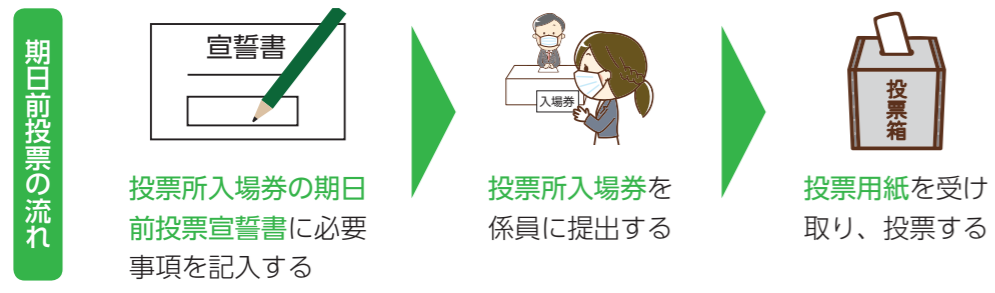 期日前投票の流れ
宣誓書
投票所入場券の期日
前投票宣誓書に必要
事項を記入する
入場券
投票所入場券を
係員に提出する
投票箱
投票用紙を受け
取り、投票する